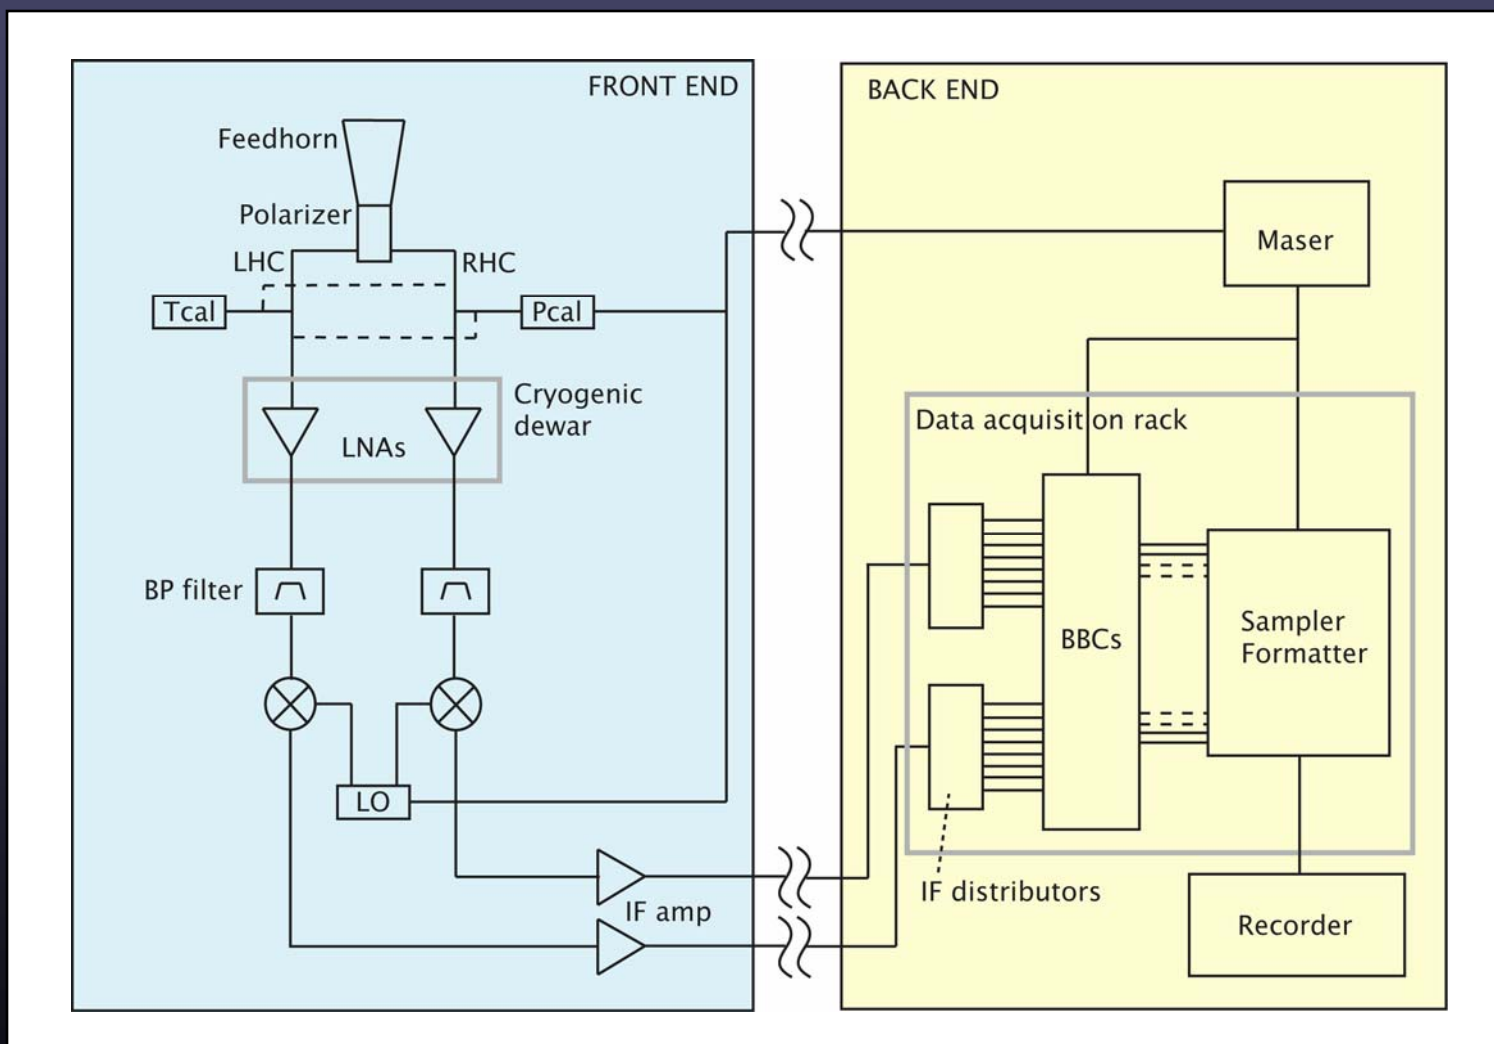 FRONT END
BACK END
Feedhorn
Polarizer
LHC
RHC
Tcal
Pcal
Maser
Cryogenic
dewar
LNAs
Data acquisition rack
BP filter
BBCs
Sampler
Formatter
LO
IF amp
IF distributors
Recorder